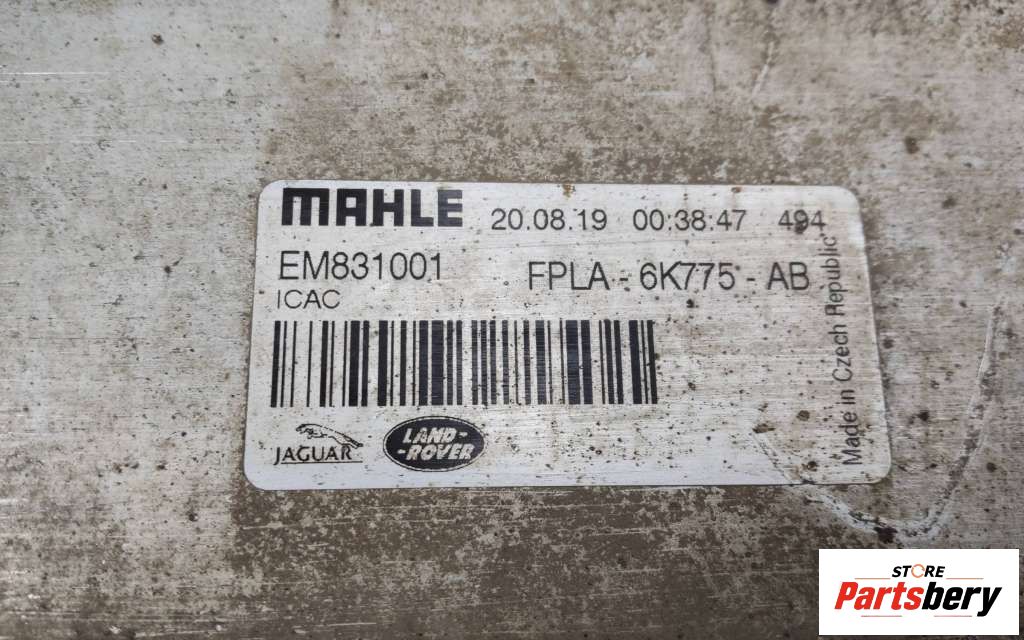 MAHLE 20.08.19 00:38:47 494
EM831001 FPLA - 6K775 - AB
ICAC
Made in Czech Republic
JAGUAR LAND-ROVER
STORE
Partsbery